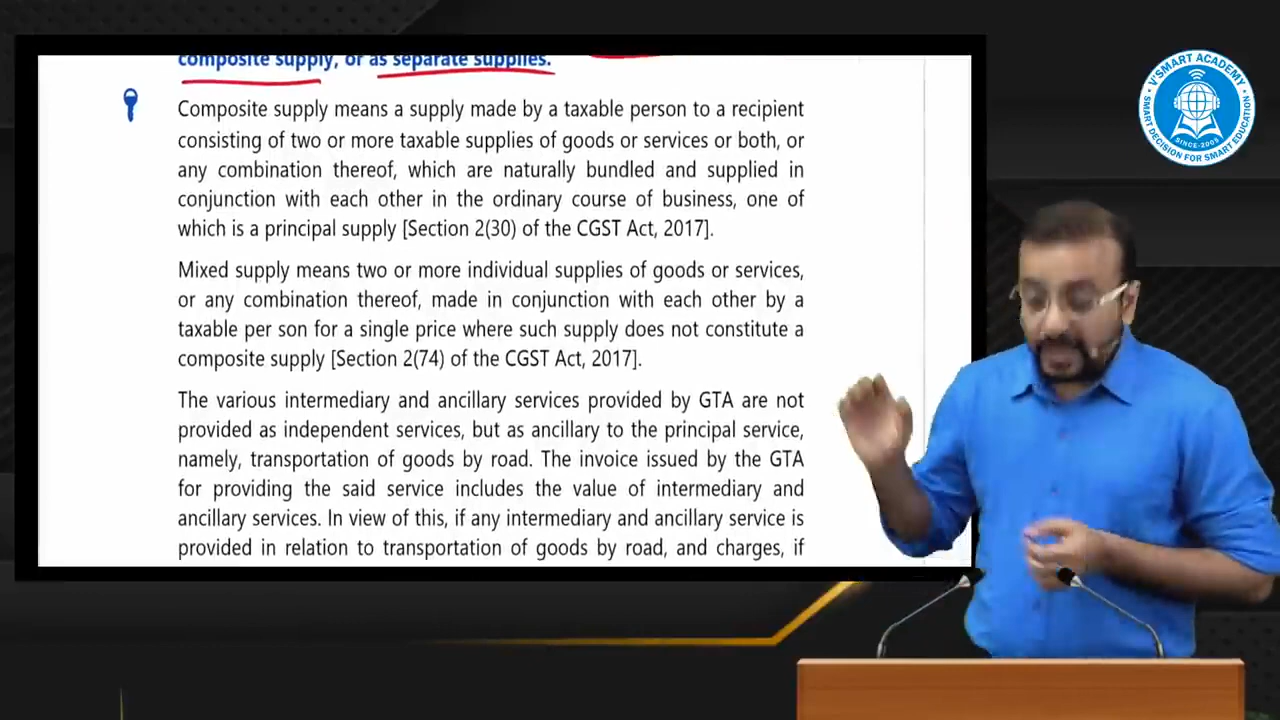 composite supply, or as separate supplies.
Composite supply means a supply made by a taxable person to a recipient
consisting of two or more taxable supplies of goods or services or both, or
any combination thereof, which are naturally bundled and supplied in
conjunction with each other in the ordinary course of business, one of
which is a principal supply [Section 2(30) of the CGST Act, 2017].
Mixed supply means two or more individual supplies of goods or services,
or any combination thereof, made in conjunction with each other by a
taxable per son for a single price where such supply does not constitute a
composite supply [Section 2(74) of the CGST Act, 2017].
The various intermediary and ancillary services provided by GTA are not
provided as independent services, but as ancillary to the principal service,
namely, transportation of goods by road. The invoice issued by the GTA
for providing the said service includes the value of intermediary and
ancillary services. In view of this, if any intermediary and ancillary service is
provided in relation to transportation of goods by road, and charges, if
V'SMART ACADEMY
SMART DECISION FOR SMART EDUCATION